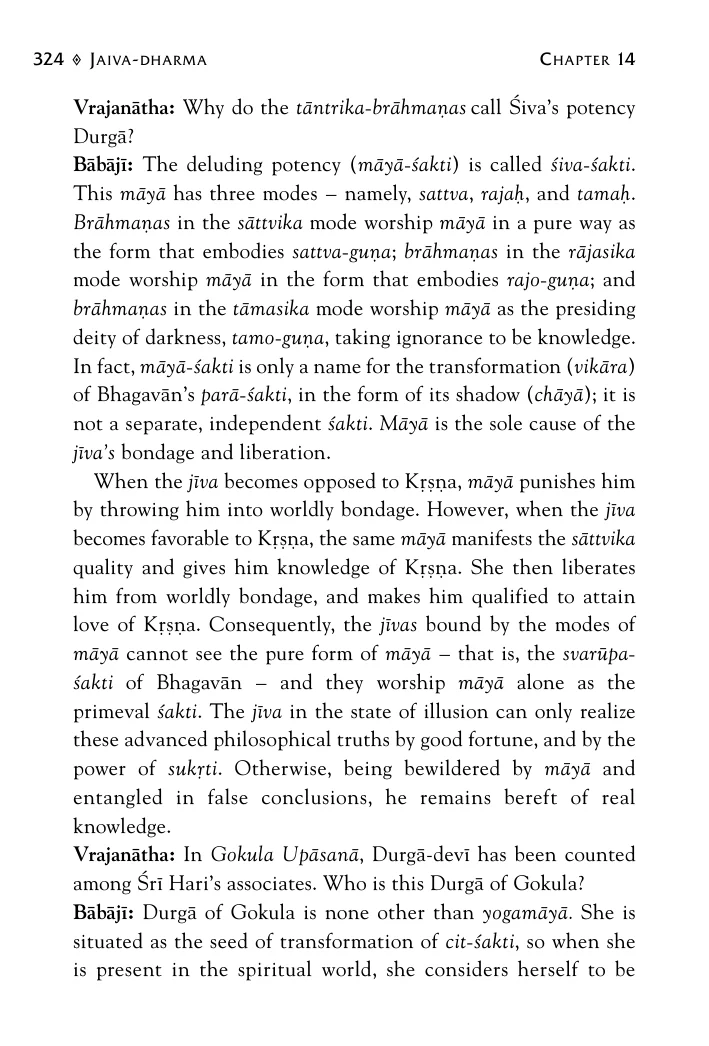 324 ◊ JAIVA-DHARMA CHAPTER 14
Vrajanātha: Why do the tāntrika-brāhmaṇas call Śiva's potency
Durgā?
Bābājī: The deluding potency (māyā-śakti) is called śiva-śakti.
This māyā has three modes – namely, sattva, rajaḥ, and tamaḥ.
Brāhmaṇas in the sāttvika mode worship māyā in a pure way as
the form that embodies sattva-guṇa; brāhmaṇas in the rājasika
mode worship māyā in the form that embodies rajo-guṇa; and
brāhmaṇas in the tāmasika mode worship māyā as the presiding
deity of darkness, tamo-guṇa, taking ignorance to be knowledge.
In fact, māyā-śakti is only a name for the transformation (vikāra)
of Bhagavān's parā-śakti, in the form of its shadow (chāyā); it is
not a separate, independent śakti. Māyā is the sole cause of the
jīva's bondage and liberation.
When the jīva becomes opposed to Kṛṣṇa, māyā punishes him
by throwing him into worldly bondage. However, when the jīva
becomes favorable to Kṛṣṇa, the same māyā manifests the sāttvika
quality and gives him knowledge of Kṛṣṇa. She then liberates
him from worldly bondage, and makes him qualified to attain
love of Kṛṣṇa. Consequently, the jīvas bound by the modes of
māyā cannot see the pure form of māyā – that is, the svarūpa-
śakti of Bhagavān – and they worship māyā alone as the
primeval śakti. The jīva in the state of illusion can only realize
these advanced philosophical truths by good fortune, and by the
power of sukṛti. Otherwise, being bewildered by māyā and
entangled in false conclusions, he remains bereft of real
knowledge.
Vrajanātha: In Gokula Upāsanā, Durgā-devī has been counted
among Śrī Hari's associates. Who is this Durgā of Gokula?
Bābājī: Durgā of Gokula is none other than yogamāyā. She is
situated as the seed of transformation of cit-śakti, so when she
is present in the spiritual world, she considers herself to be